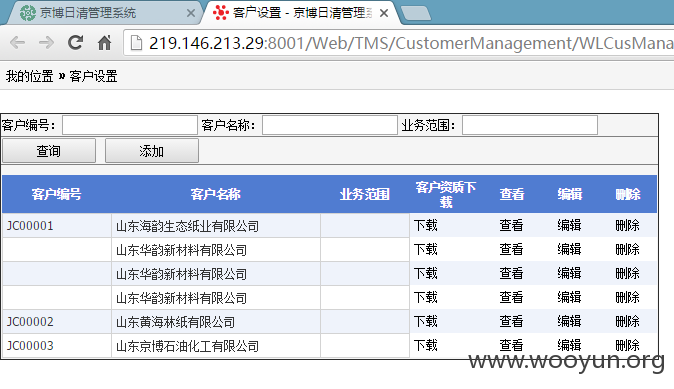 京博日清管理系统
客户设置 - 京博日清管理系
219.146.213.29:8001/Web/TMS/CustomerManagement/WLCusMana
我的位置 » 客户设置
客户编号: 客户名称: 业务范围:
查询 添加
客户编号 客户名称 业务范围 客户资质下载 查看 编辑 删除
JC00001 山东海韵生态纸业有限公司 下载 查看 编辑 删除
山东华韵新材料有限公司 下载 查看 编辑 删除
山东华韵新材料有限公司 下载 查看 编辑 删除
山东华韵新材料有限公司 下载 查看 编辑 删除
JC00002 山东黄海林纸有限公司 下载 查看 编辑 删除
JC00003 山东京博石油化工有限公司 下载 查看 编辑 删除
www.wooyun.org